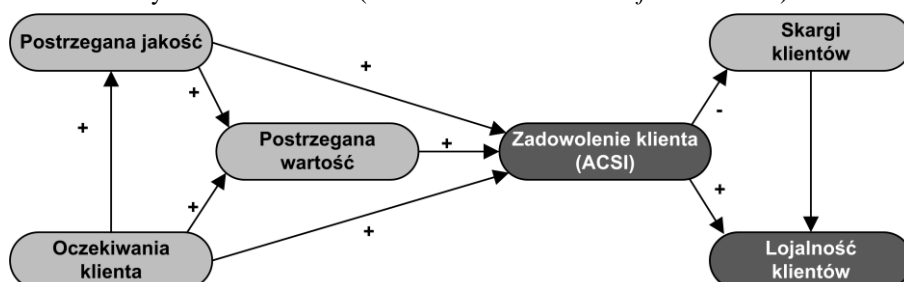 Postrzegana jakość
Skargi
klientów
+
+
+
Postrzegana
wartość
+
Zadowolenie klienta
(ACSI)
-
+
+
+
Oczekiwania
klienta
Lojalność
klientów